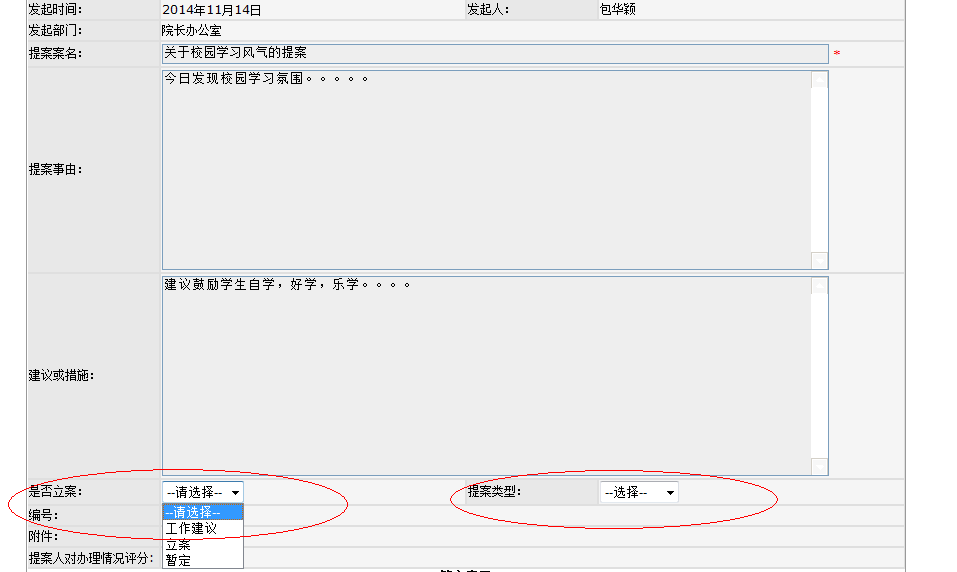 发起时间: 2014年11月14日 发起人: 包华颖
发起部门: 院长办公室
提案案名: 关于校园学习风气的提案 *
提案事由: 今日发现校园学习氛围。。。。。
建议或措施: 建议鼓励学生自学，好学，乐学。。。。
是否立案: --请选择-- 提案类型: --选择--
--请选择--
编号:
工作建议
附件:
立案
提案人对办理情况评分:
暂定